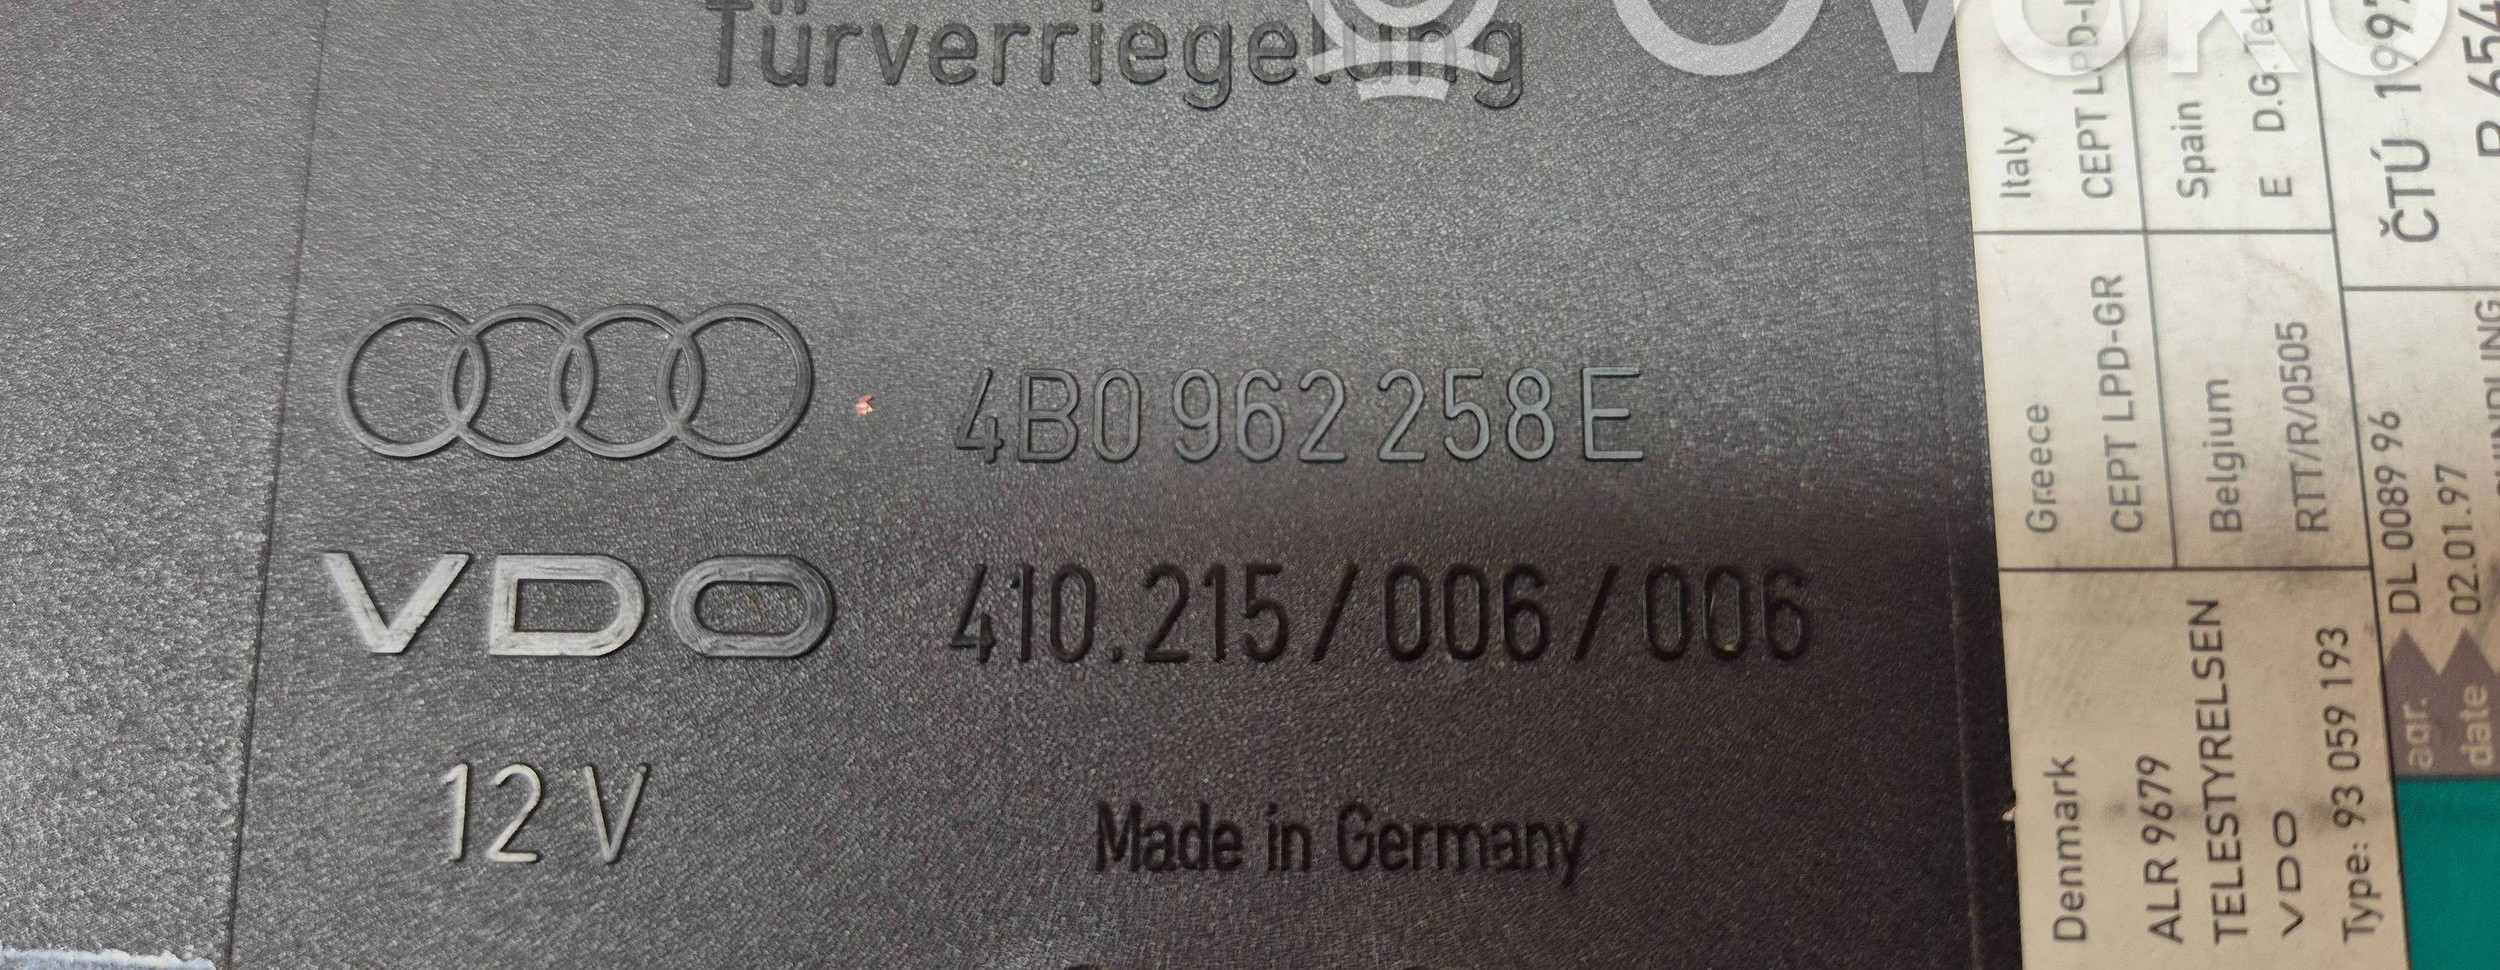 Türverriegelung
4B0 962 258 E
VDO 410.215/006/006
12 V
Made in Germany
Italy
CEPT LPD-I
Spain
E D.G.Tel.
Greece
CEPT LPD-GR
Belgium
RTT/R/0505
Denmark
ALR 9679
TELESTYRELSEN
VDO
Type: 93 059 193
ČTÚ 1997
DL 0089 96
date 02.01.97